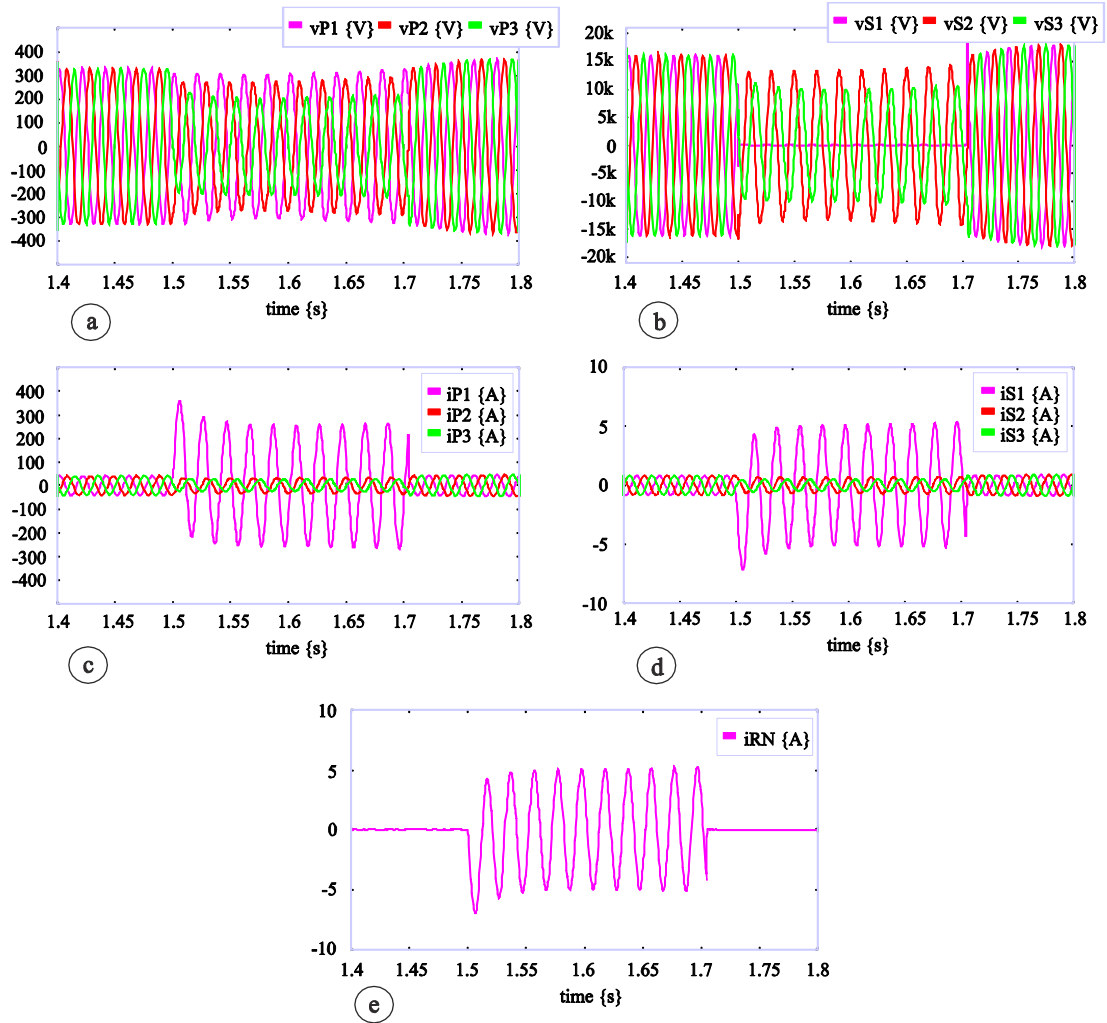 vP1 {V} vP2 {V} vP3 {V}
400
300
200
100
0
-100
-200
-300
-400
1.4 1.45 1.5 1.55 1.6 1.65 1.7 1.75 1.8
time {s}
a
vS1 {V} vS2 {V} vS3 {V}
20k
15k
10k
5k
0
-5k
-10k
-15k
-20k
1.4 1.45 1.5 1.55 1.6 1.65 1.7 1.75 1.8
time {s}
b
iP1 {A}
iP2 {A}
iP3 {A}
400
300
200
100
0
-100
-200
-300
-400
1.4 1.45 1.5 1.55 1.6 1.65 1.7 1.75 1.8
time {s}
c
iS1 {A}
iS2 {A}
iS3 {A}
10
5
0
-5
-10
1.4 1.45 1.5 1.55 1.6 1.65 1.7 1.75 1.8
time {s}
d
iRN {A}
10
5
0
-5
-10
1.4 1.45 1.5 1.55 1.6 1.65 1.7 1.75 1.8
time {s}
e